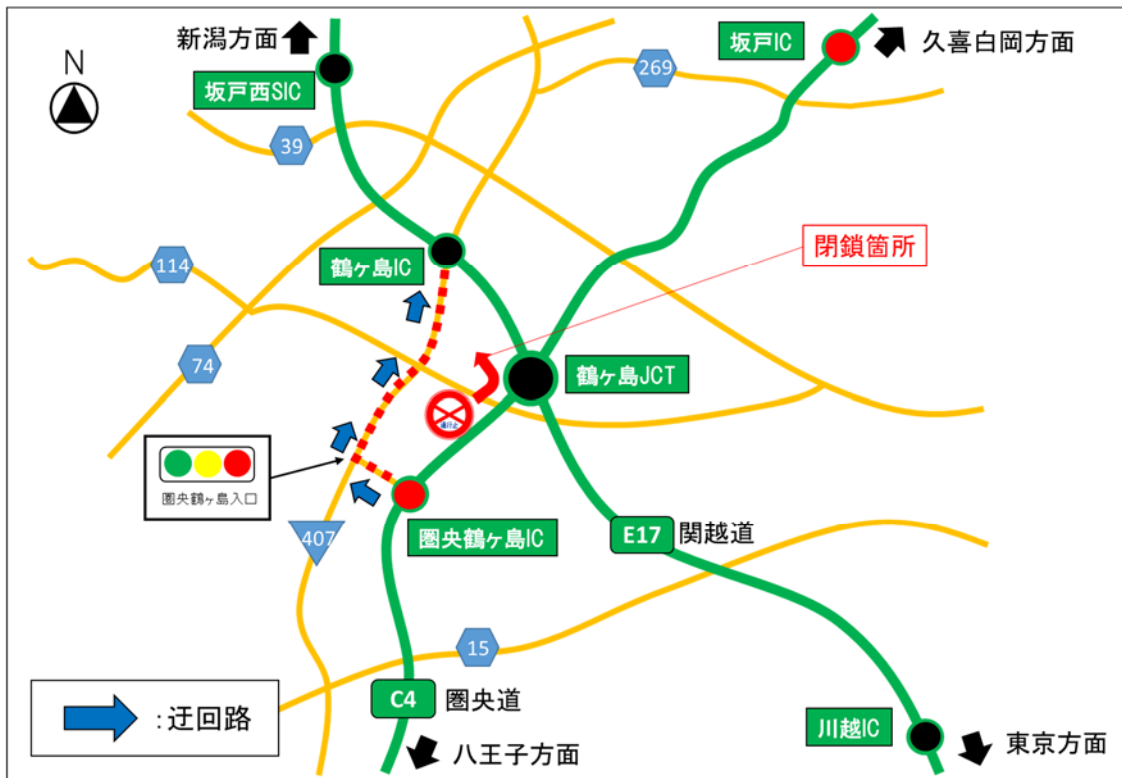 新潟方面
坂戸IC
久喜白岡方面
N
坂戸西SIC
269
39
閉鎖箇所
鶴ヶ島IC
114
74
鶴ヶ島JCT
通行止
圏央鶴ヶ島入口
407
圏央鶴ヶ島IC
E17
関越道
15
C4
圏央道
:迂回路
川越IC
東京方面
八王子方面